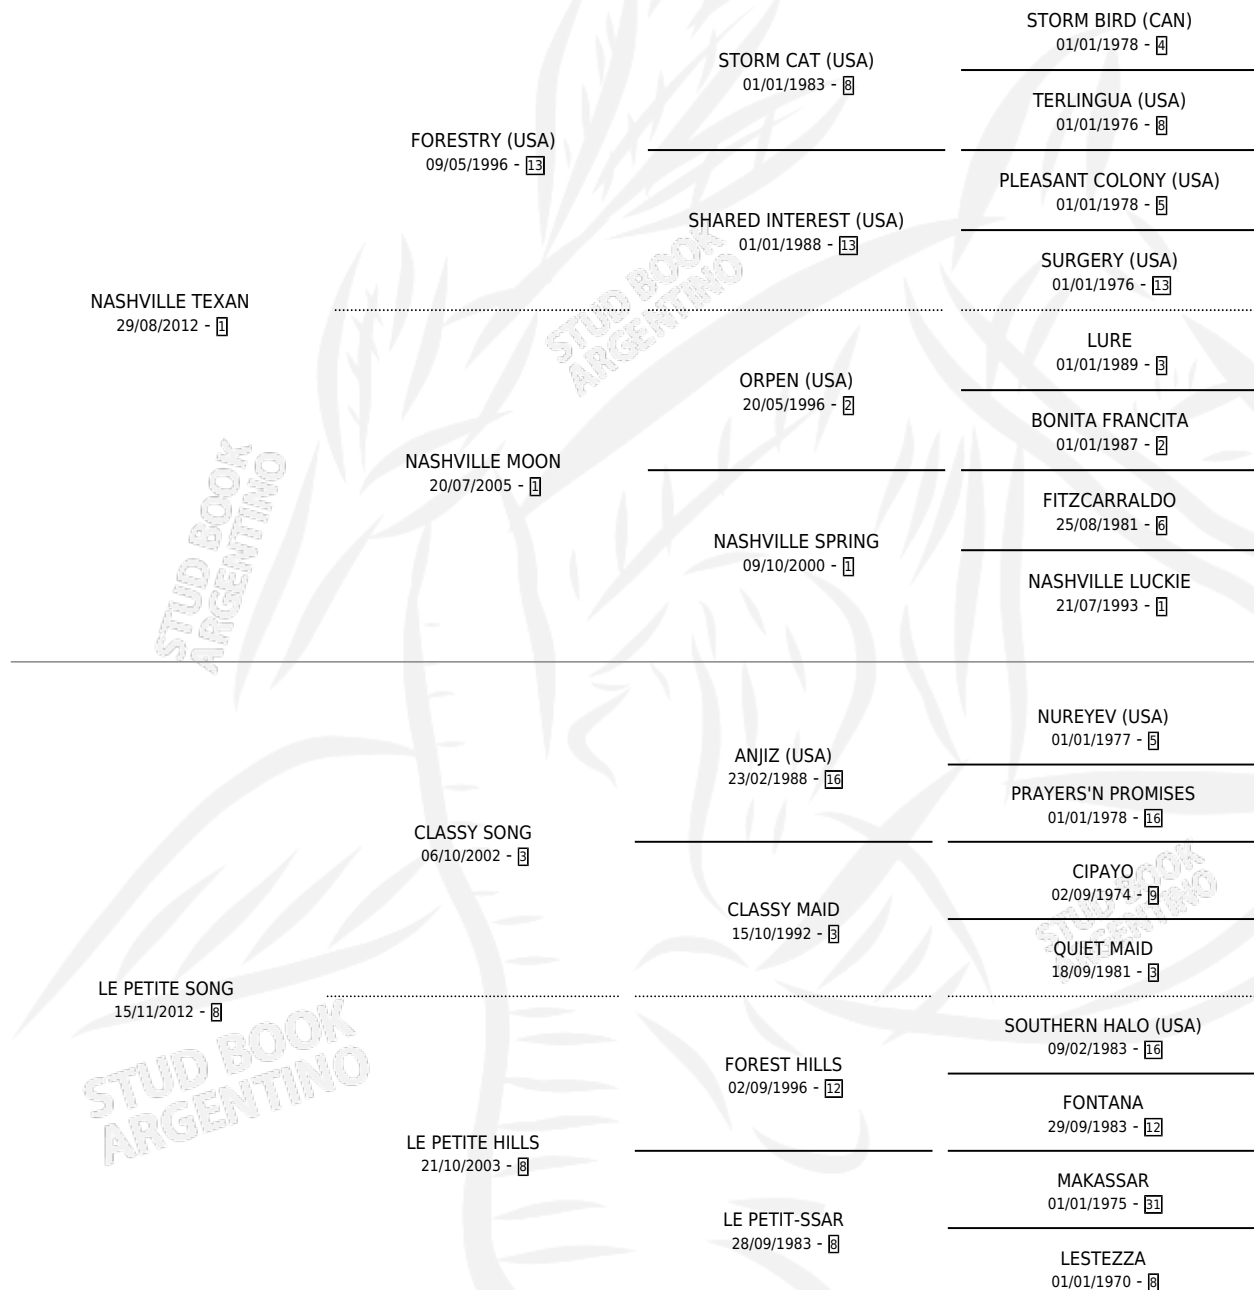 STORM BIRD (CAN)
01/01/1978 - 4
STORM CAT (USA)
01/01/1983 - 8
TERLINGUA (USA)
01/01/1976 - 8
FORESTRY (USA)
09/05/1996 - 13
PLEASANT COLONY (USA)
01/01/1978 - 5
SHARED INTEREST (USA)
01/01/1988 - 13
SURGERY (USA)
01/01/1976 - 13
NASHVILLE TEXAN
29/08/2012 - 1
LURE
01/01/1989 - 3
ORPEN (USA)
20/05/1996 - 2
BONITA FRANCITA
01/01/1987 - 2
NASHVILLE MOON
20/07/2005 - 1
FITZCARRALDO
25/08/1981 - 6
NASHVILLE SPRING
09/10/2000 - 1
NASHVILLE LUCKIE
21/07/1993 - 1
STUD BOOK
ARGENTINO
STUD BOOK
ARGENTINO
NUREYEV (USA)
01/01/1977 - 5
ANJIZ (USA)
23/02/1988 - 16
PRAYERS'N PROMISES
01/01/1978 - 16
CLASSY SONG
06/10/2002 - 3
CIPAYO
02/09/1974 - 9
CLASSY MAID
15/10/1992 - 3
QUIET MAID
18/09/1981 - 3
STUD BOOK
ARGENTINO
LE PETITE SONG
15/11/2012 - 8
SOUTHERN HALO (USA)
09/02/1983 - 16
FOREST HILLS
02/09/1996 - 12
FONTANA
29/09/1983 - 12
STUD BOOK
ARGENTINO
LE PETITE HILLS
21/10/2003 - 8
MAKASSAR
01/01/1975 - 31
LE PETIT-SSAR
28/09/1983 - 8
LESTEZZA
01/01/1970 - 8